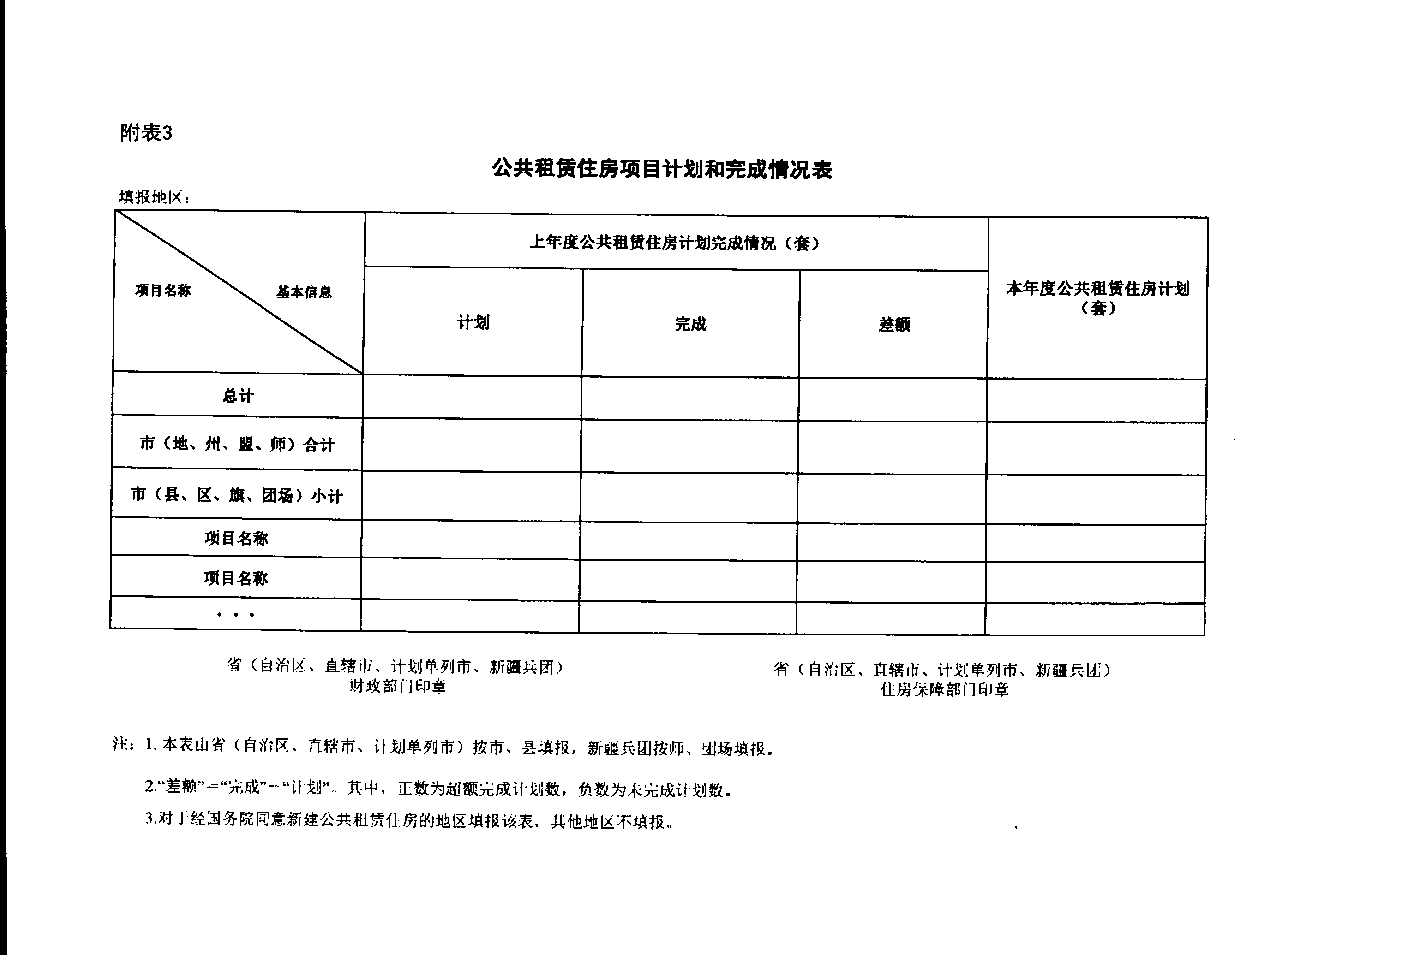 附表3
公共租赁住房项目计划和完成情况表
填报地区：
项目名称
基本信息
上年度公共租赁住房计划完成情况（套）
计划
完成
差额
本年度公共租赁住房计划
（套）
总计
市（地、州、盟、师）合计
市（县、区、旗、团场）小计
项目名称
项目名称
···
省（自治区、直辖市、计划单列市、新疆兵团）
财政部门印章
省（自治区、直辖市、计划单列市、新疆兵团）
住房保障部门印章
注：1.本表由省（自治区、直辖市、计划单列市）按市、县填报，新疆兵团按师、团场填报。
2.“差额”=“完成”-“计划”。其中，正数为超额完成计划数，负数为未完成计划数。
3.对于经国务院同意新建公共租赁住房的地区填报该表，其他地区不填报。